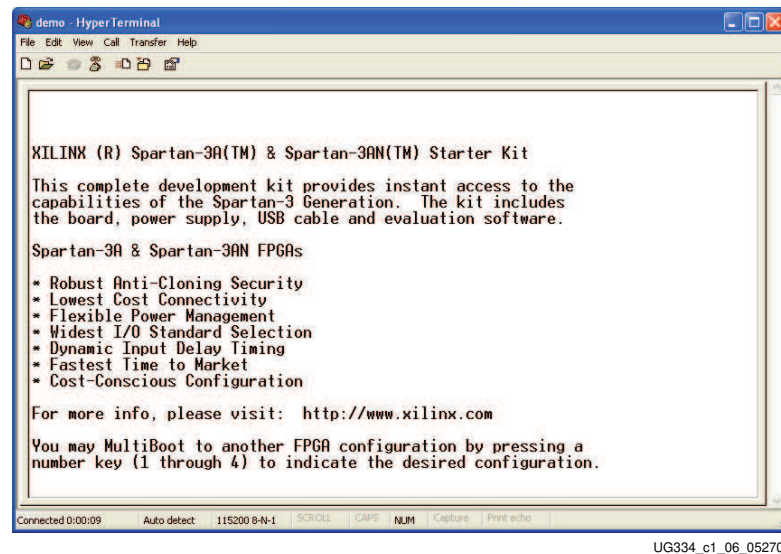 demo - HyperTerminal
File Edit View Call Transfer Help
XILINX (R) Spartan-3A(TM) & Spartan-3AN(TM) Starter Kit
This complete development kit provides instant access to the
capabilities of the Spartan-3 Generation.  The kit includes
the board, power supply, USB cable and evaluation software.
Spartan-3A & Spartan-3AN FPGAs
* Robust Anti-Cloning Security
* Lowest Cost Connectivity
* Flexible Power Management
* Widest I/O Standard Selection
* Dynamic Input Delay Timing
* Fastest Time to Market
* Cost-Conscious Configuration
For more info, please visit:  http://www.xilinx.com
You may MultiBoot to another FPGA configuration by pressing a
number key (1 through 4) to indicate the desired configuration.
Connected 0:00:09 Auto detect 115200 8-N-1 SCROLL CAPS NUM Capture Print echo
UG334_c1_06_05270